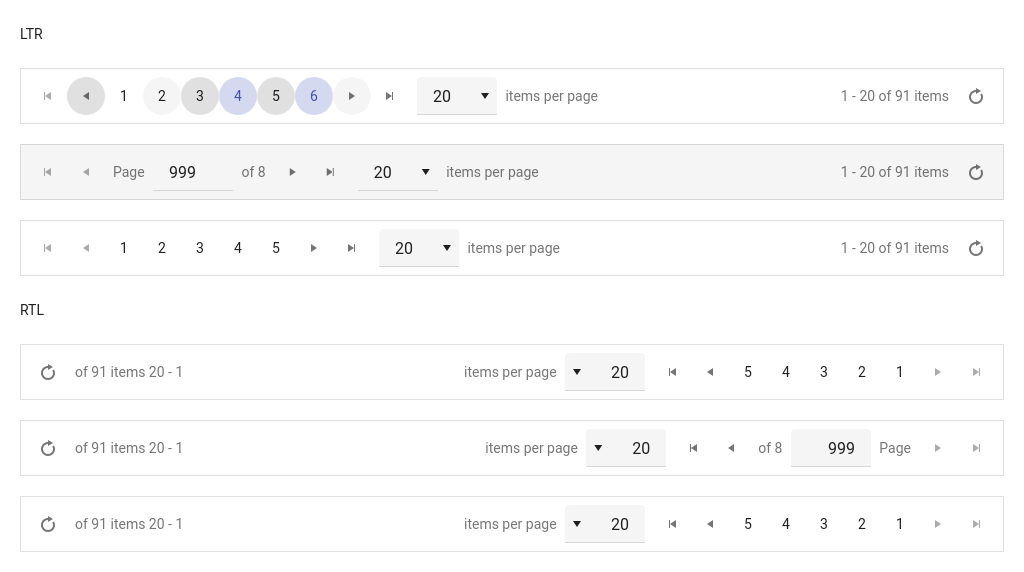 LTR
1 2 3 4 5 6 20 items per page 1 - 20 of 91 items
Page 999 of 8 20 items per page 1 - 20 of 91 items
1 2 3 4 5 20 items per page 1 - 20 of 91 items
RTL
of 91 items 20 - 1 items per page 20 5 4 3 2 1
of 91 items 20 - 1 items per page 20 of 8 999 Page
of 91 items 20 - 1 items per page 20 5 4 3 2 1